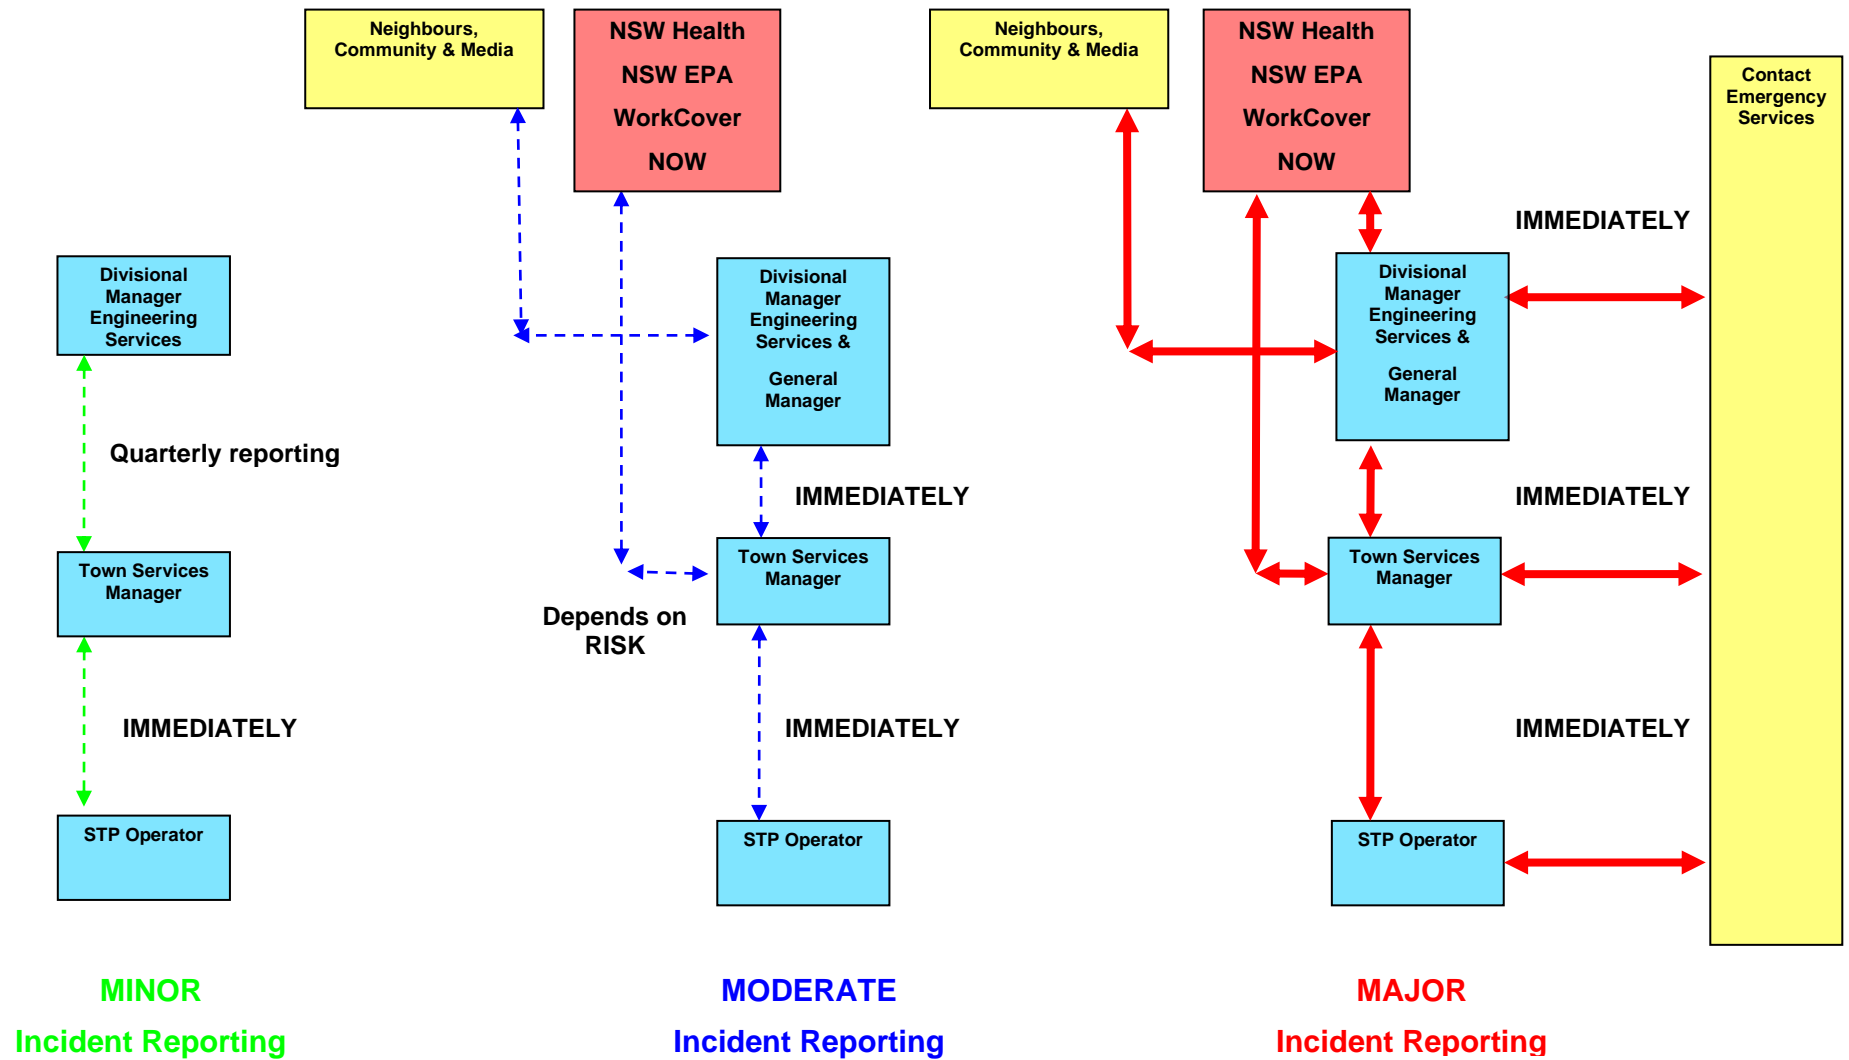 Neighbours,
Community & Media
NSW Health
NSW EPA
WorkCover
NOW
Neighbours,
Community & Media
NSW Health
NSW EPA
WorkCover
NOW
Contact
Emergency
Services
IMMEDIATELY
Divisional
Manager
Engineering
Services
Divisional
Manager
Engineering
Services &
General
Manager
Divisional
Manager
Engineering
Services &
General
Manager
Quarterly reporting
IMMEDIATELY
IMMEDIATELY
Town Services
Manager
Town Services
Manager
Town Services
Manager
Depends on
RISK
IMMEDIATELY
IMMEDIATELY
IMMEDIATELY
STP Operator
STP Operator
STP Operator
MINOR
Incident Reporting
MODERATE
Incident Reporting
MAJOR
Incident Reporting